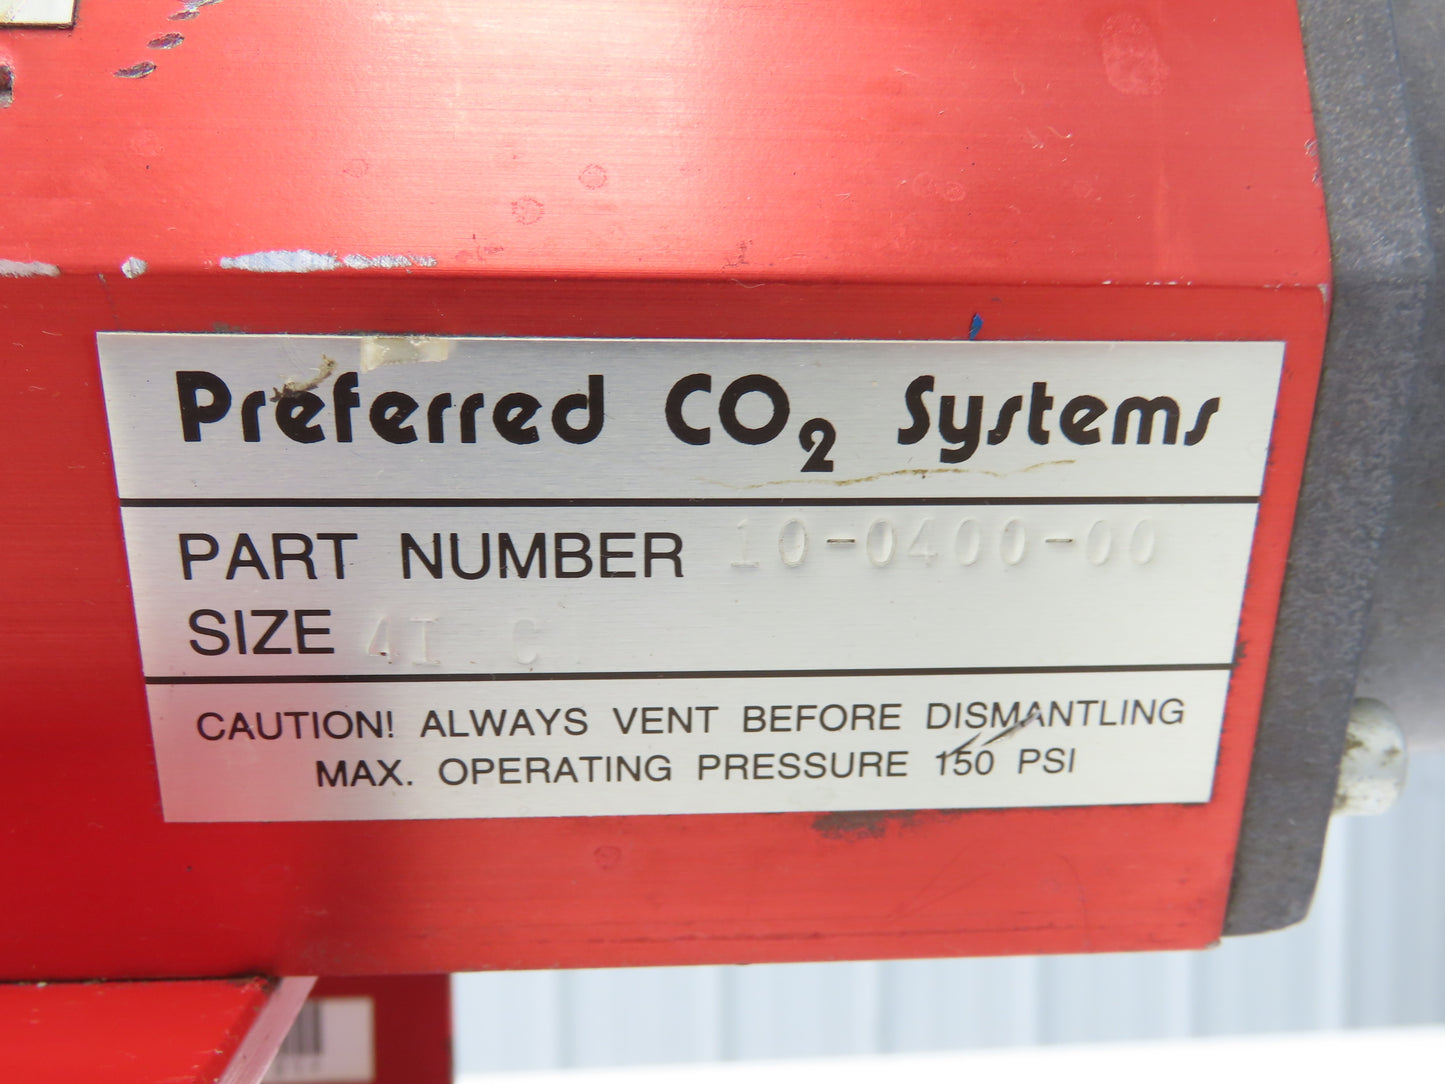 Preferred CO₂ Systems
PART NUMBER 10-0400-00
SIZE 4I C
CAUTION! ALWAYS VENT BEFORE DISMANTLING
MAX. OPERATING PRESSURE 150 PSI